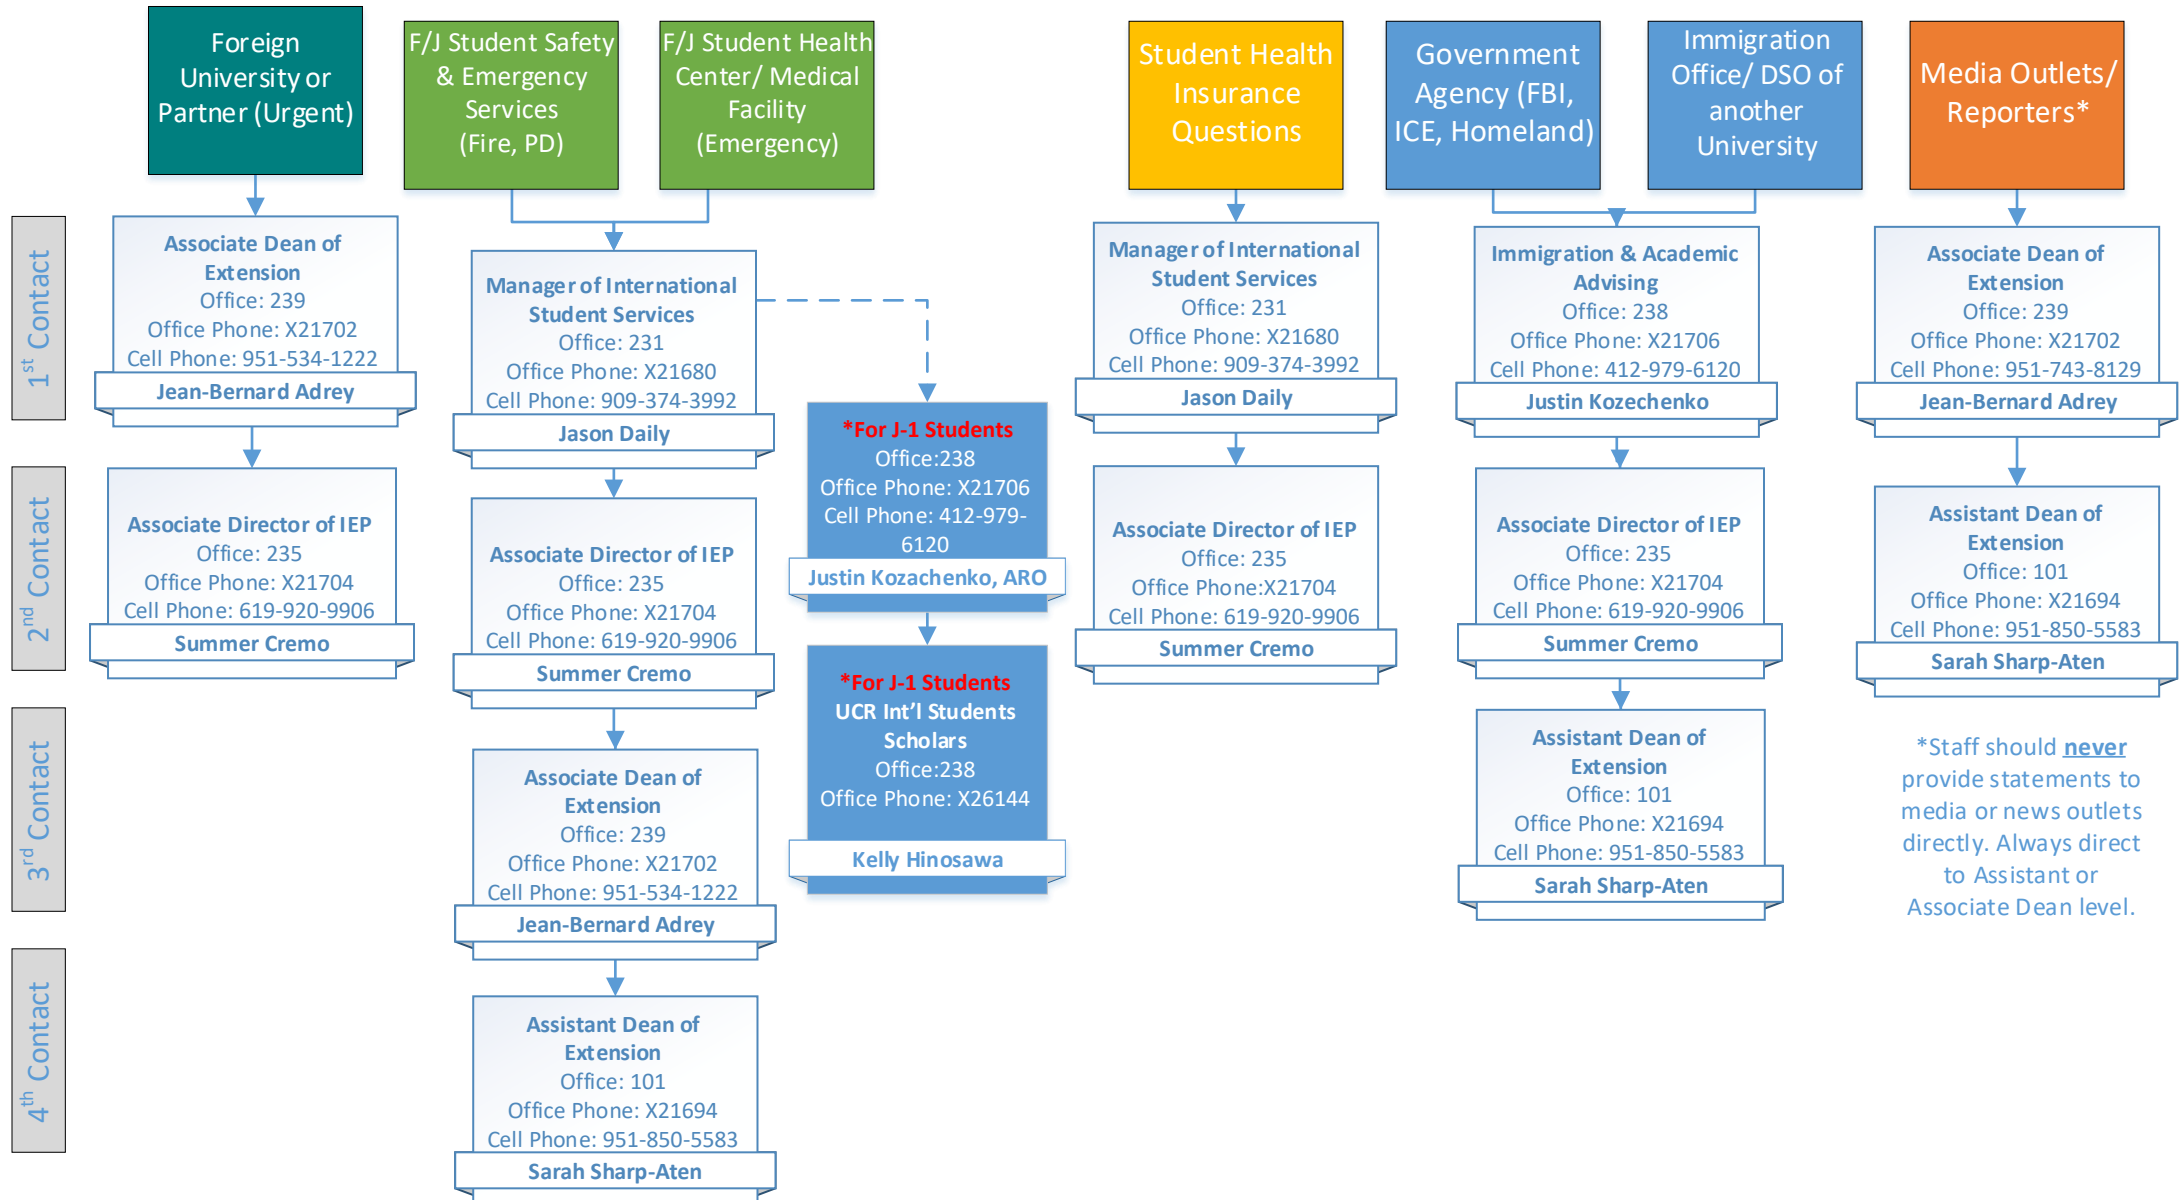 Foreign
University or
Partner (Urgent)
F/J Student Safety
& Emergency
Services
(Fire, PD)
F/J Student Health
Center/ Medical
Facility
(Emergency)
Student Health
Insurance
Questions
Government
Agency (FBI,
ICE, Homeland)
Immigration
Office/ DSO of
another
University
Media Outlets/
Reporters*
1st Contact
Associate Dean of
Extension
Office: 239
Office Phone: X21702
Cell Phone: 951-534-1222
Jean-Bernard Adrey
Manager of International
Student Services
Office: 231
Office Phone: X21680
Cell Phone: 909-374-3992
Jason Daily
*For J-1 Students
Office:238
Office Phone: X21706
Cell Phone: 412-979-
6120
Justin Kozachenko, ARO
Manager of International
Student Services
Office: 231
Office Phone: X21680
Cell Phone: 909-374-3992
Jason Daily
Immigration & Academic
Advising
Office: 238
Office Phone: X21706
Cell Phone: 412-979-6120
Justin Kozechenko
Associate Dean of
Extension
Office: 239
Office Phone: X21702
Cell Phone: 951-743-8129
Jean-Bernard Adrey
2nd Contact
Associate Director of IEP
Office: 235
Office Phone: X21704
Cell Phone: 619-920-9906
Summer Cremo
Associate Director of IEP
Office: 235
Office Phone: X21704
Cell Phone: 619-920-9906
Summer Cremo
*For J-1 Students
UCR Int’l Students
Scholars
Office:238
Office Phone: X26144
Kelly Hinosawa
Associate Director of IEP
Office: 235
Office Phone:X21704
Cell Phone: 619-920-9906
Summer Cremo
Associate Director of IEP
Office: 235
Office Phone: X21704
Cell Phone: 619-920-9906
Summer Cremo
Assistant Dean of
Extension
Office: 101
Office Phone: X21694
Cell Phone: 951-850-5583
Sarah Sharp-Aten
3rd Contact
Associate Dean of
Extension
Office: 239
Office Phone: X21702
Cell Phone: 951-534-1222
Jean-Bernard Adrey
Assistant Dean of
Extension
Office: 101
Office Phone: X21694
Cell Phone: 951-850-5583
Sarah Sharp-Aten
*Staff should never
provide statements to
media or news outlets
directly. Always direct
to Assistant or
Associate Dean level.
4th Contact
Assistant Dean of
Extension
Office: 101
Office Phone: X21694
Cell Phone: 951-850-5583
Sarah Sharp-Aten